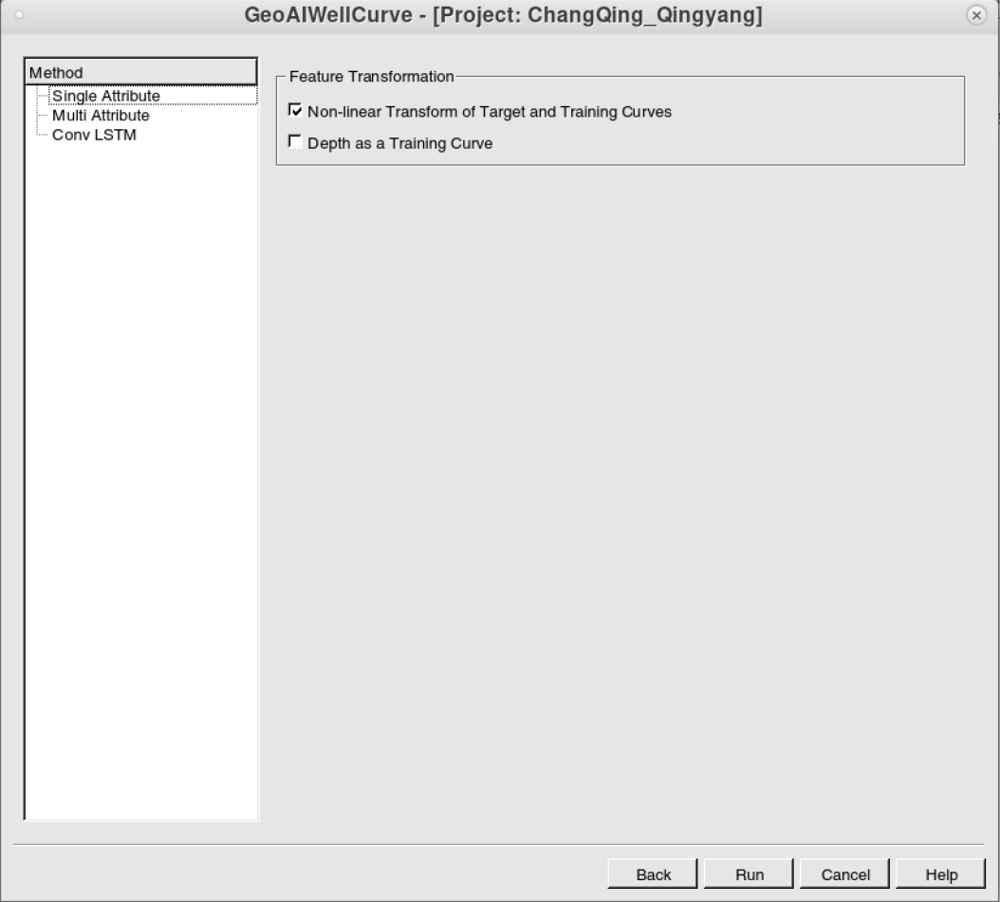 GeoAIWellCurve - [Project: ChangQing_Qingyang]
Method
Single Attribute
Multi Attribute
Conv LSTM
Feature Transformation
Non-linear Transform of Target and Training Curves
Depth as a Training Curve
Back
Run
Cancel
Help